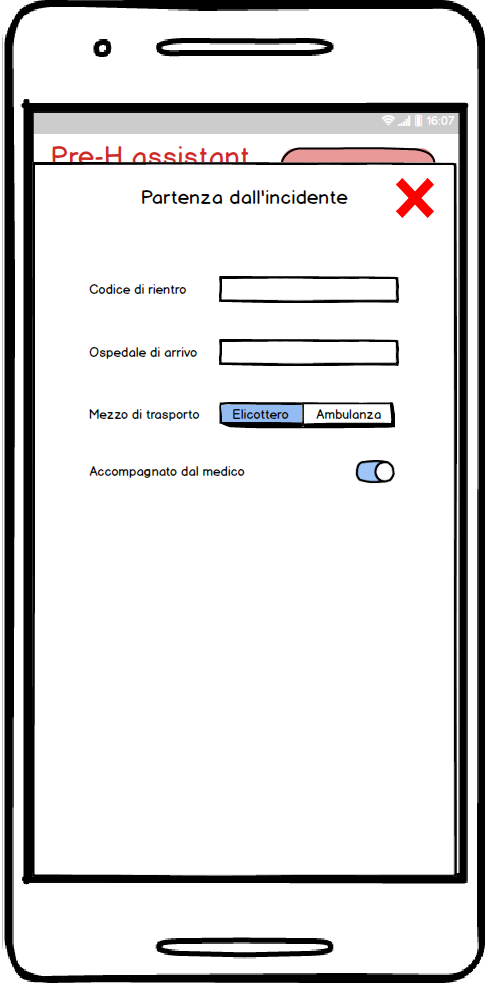 16:07
Pre-H assistant
Partenza dall'incidente
Codice di rientro
Ospedale di arrivo
Mezzo di trasporto Elicottero Ambulanza
Accompagnato dal medico